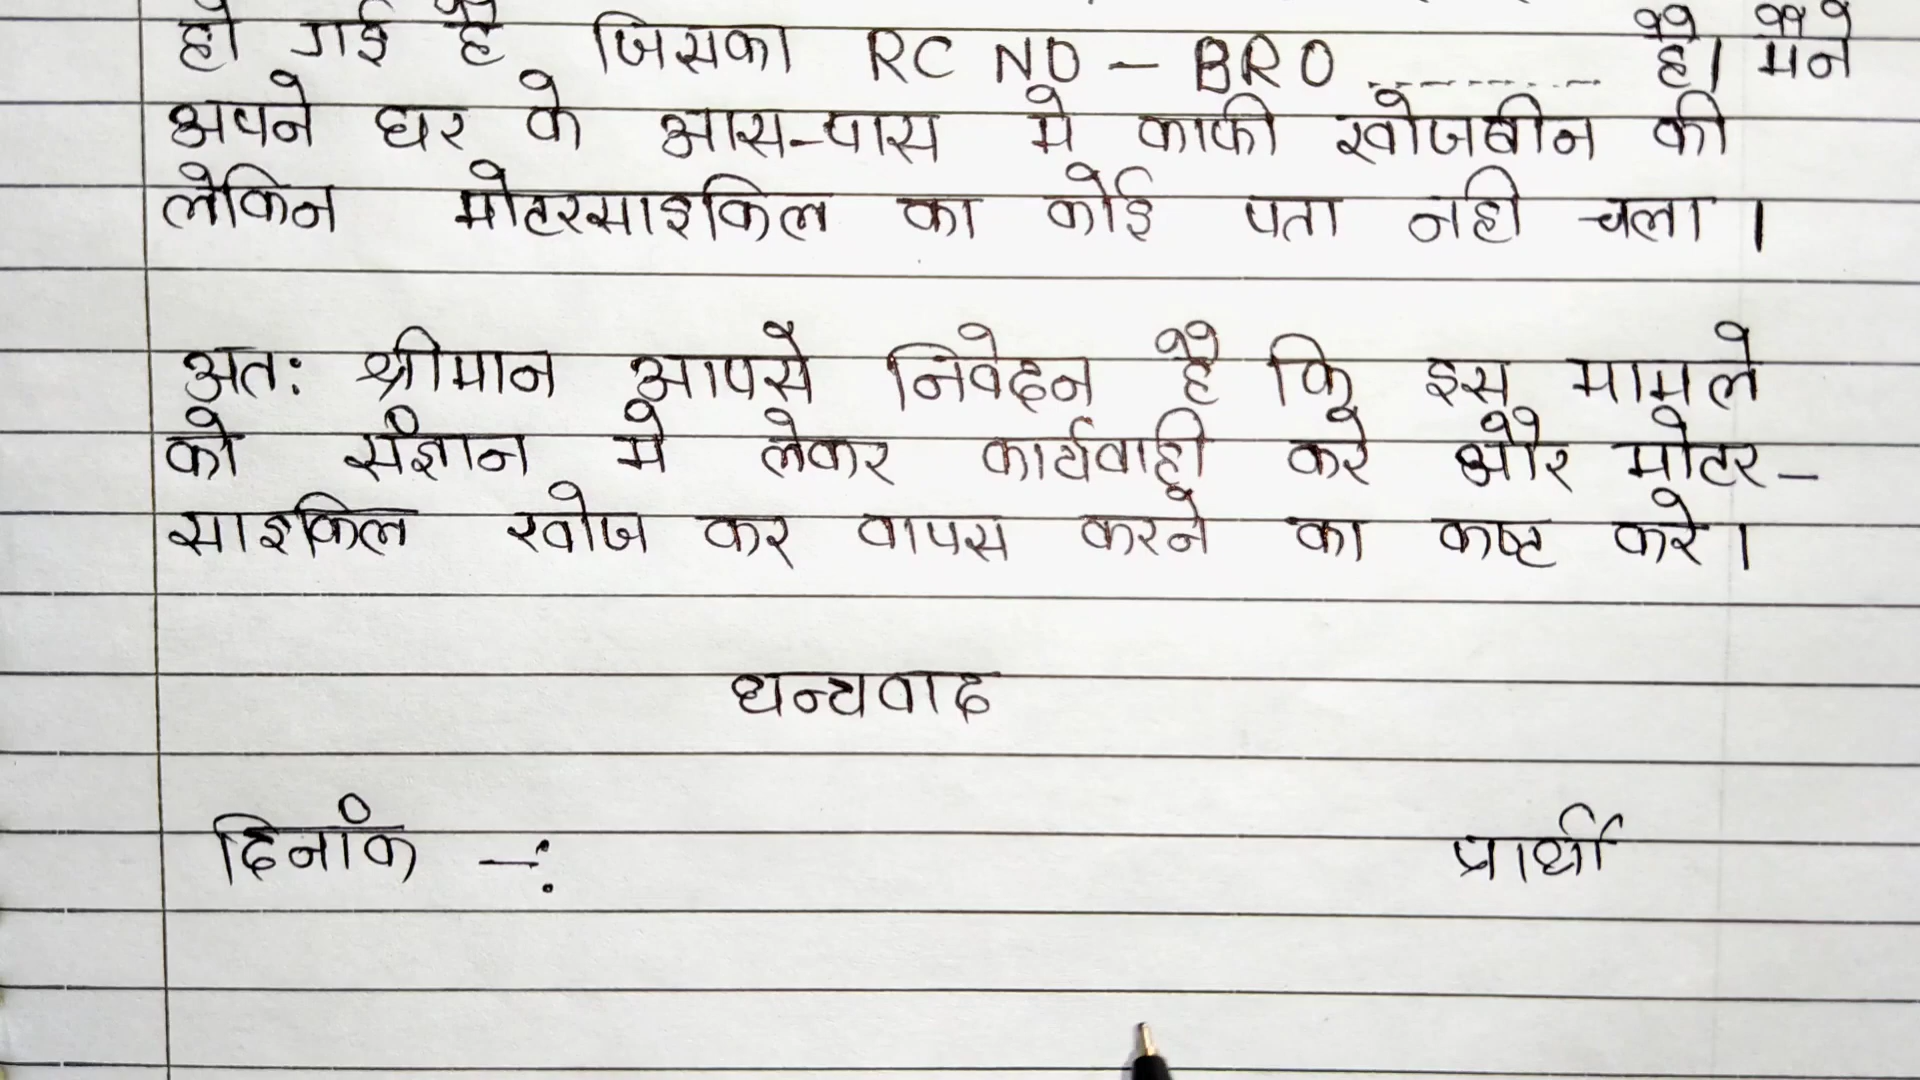 हो गई है जिसका RC NO - BRO ........... है। मैने
अपने घर के आस-पास मे काफी खोजबीन की
लेकिन मोटरसाइकिल का कोई पता नही चला।
अत: श्रीमान आपसे निवेदन है कि इस मामले
को संज्ञान मे लेकर कार्यवाही करे और मोटर-
साइकिल खोज कर वापस करने का कष्ट करे।
धन्यवाद
दिनांक -: प्रार्थी